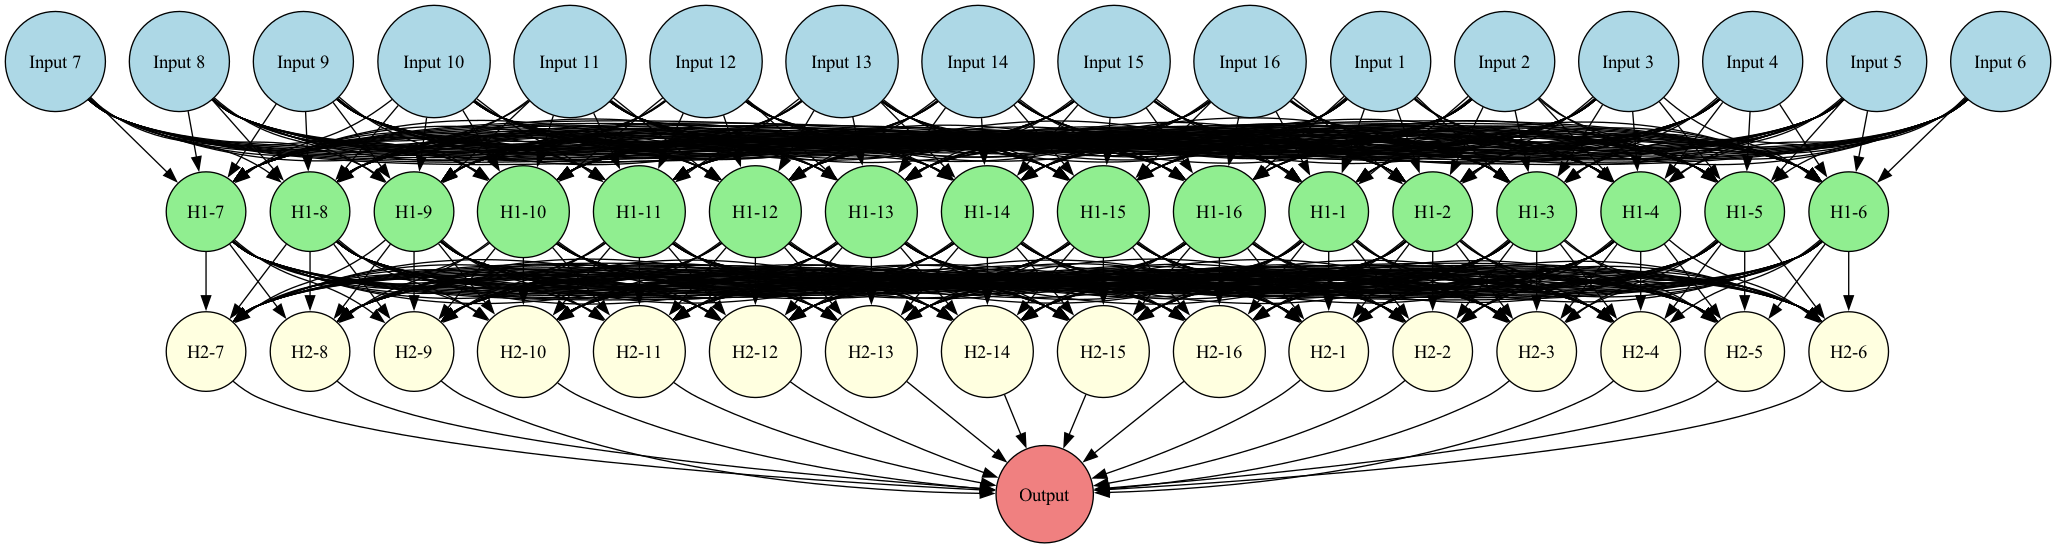 Input 7 Input 8 Input 9 Input 10 Input 11 Input 12 Input 13 Input 14 Input 15 Input 16 Input 1 Input 2 Input 3 Input 4 Input 5 Input 6
H1-7 H1-8 H1-9 H1-10 H1-11 H1-12 H1-13 H1-14 H1-15 H1-16 H1-1 H1-2 H1-3 H1-4 H1-5 H1-6
H2-7 H2-8 H2-9 H2-10 H2-11 H2-12 H2-13 H2-14 H2-15 H2-16 H2-1 H2-2 H2-3 H2-4 H2-5 H2-6
Output